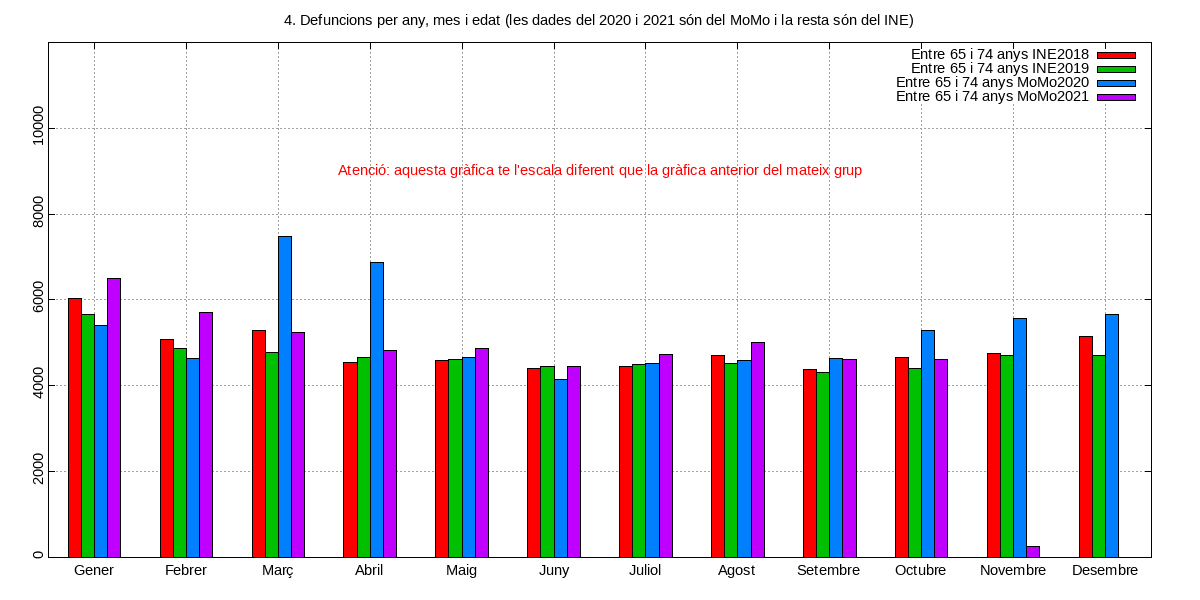 4. Defuncions per any, mes i edat (les dades del 2020 i 2021 són del MoMo i la resta són del INE)
Entre 65 i 74 anys INE2018
Entre 65 i 74 anys INE2019
Entre 65 i 74 anys MoMo2020
Entre 65 i 74 anys MoMo2021
Atenció: aquesta gràfica te l'escala diferent que la gràfica anterior del mateix grup
10000
8000
6000
4000
2000
0
Gener Febrer Març Abril Maig Juny Juliol Agost Setembre Octubre Novembre Desembre